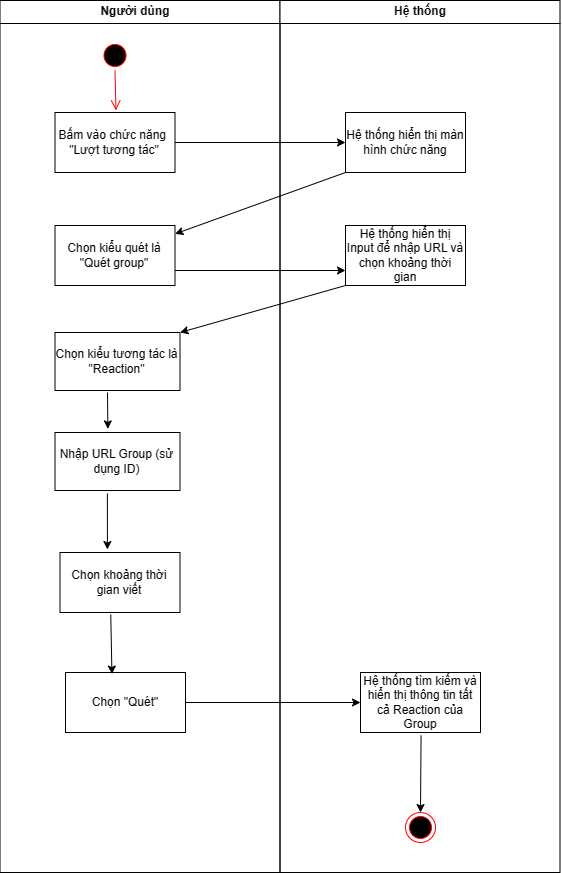 Người dùng
Hệ thống
Bấm vào chức năng
"Lượt tương tác"
Hệ thống hiển thị màn
hình chức năng
Chọn kiểu quét là
"Quét group"
Hệ thống hiển thị
Input để nhập URL và
chọn khoảng thời
gian
Chọn kiểu tương tác là
"Reaction"
Nhập URL Group (sử
dụng ID)
Chọn khoảng thời
gian viết
Chọn "Quét"
Hệ thống tìm kiếm và
hiển thị thông tin tất
cả Reaction của
Group